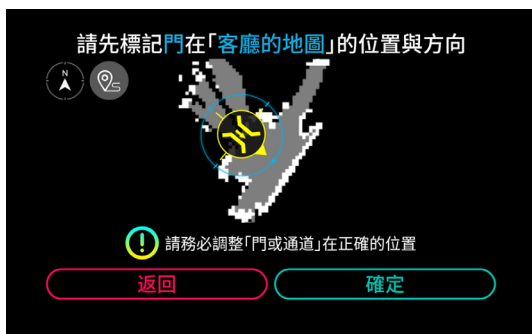 請先標記門在「客廳的地圖」的位置與方向
N
請務必調整「門或通道」在正確的位置
返回
確定